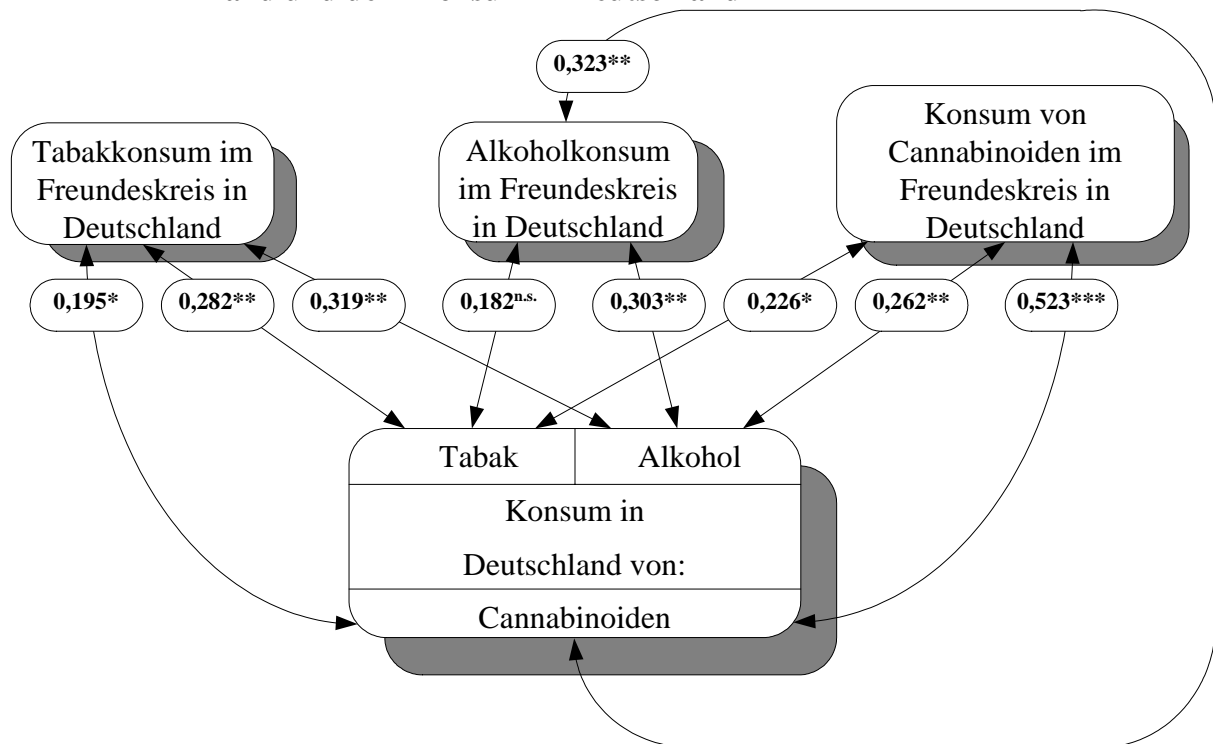 0,323**
Tabakkonsum im
Freundeskreis in
Deutschland
Alkoholkonsum
im Freundeskreis
in Deutschland
Konsum von
Cannabinoiden im
Freundeskreis in
Deutschland
0,195*
0,282**
0,319**
0,182n.s.
0,303**
0,226*
0,262**
0,523***
Tabak
Alkohol
Konsum in
Deutschland von:
Cannabinoiden